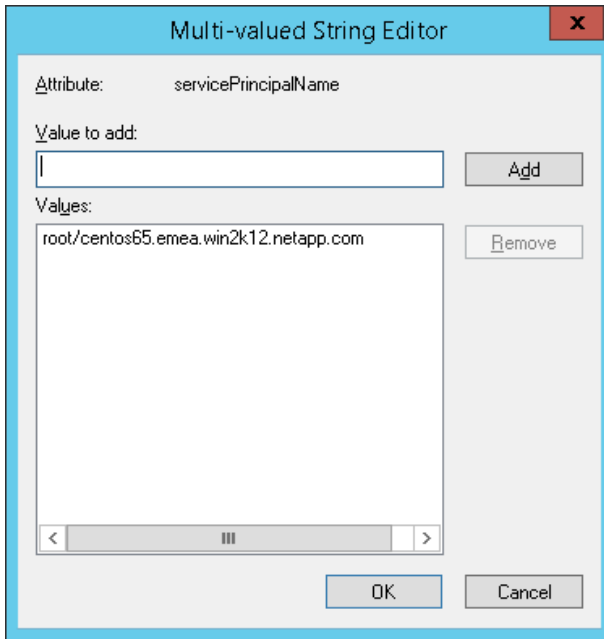 Multi-valued String Editor
x
Attribute: servicePrincipalName
Value to add:
Add
Values:
root/centos65.emea.win2k12.netapp.com
Remove
OK Cancel